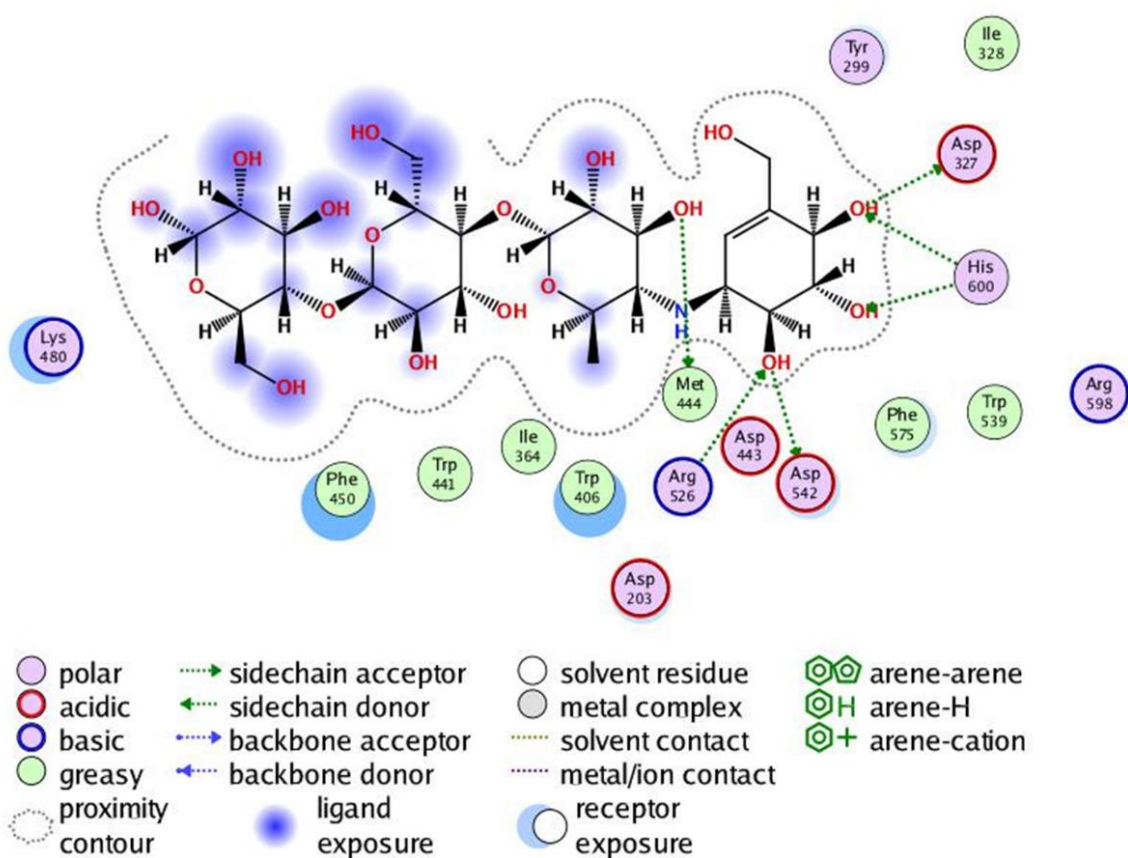 Tyr
299
Ile
328
Asp
327
His
600
Lys
480
Met
444
Arg
598
Trp
539
Phe
575
Asp
443
Asp
542
Arg
526
Ile
364
Trp
441
Trp
406
Phe
450
Asp
203
HO
HO
OH
OH
H
H
H
H
HO
OH
H
O
H
H
OH
OH
O
O
H
OH
H
H
H
O
OH
H
O
H
H
O
H
OH
N
H
H
H
OH
H
OH
OH
polar
sidechain acceptor
solvent residue
arene-arene
acidic
sidechain donor
metal complex
H arene-H
basic
backbone acceptor
solvent contact
+ arene-cation
greasy
backbone donor
metal/ion contact
proximity
contour
ligand
exposure
receptor
exposure